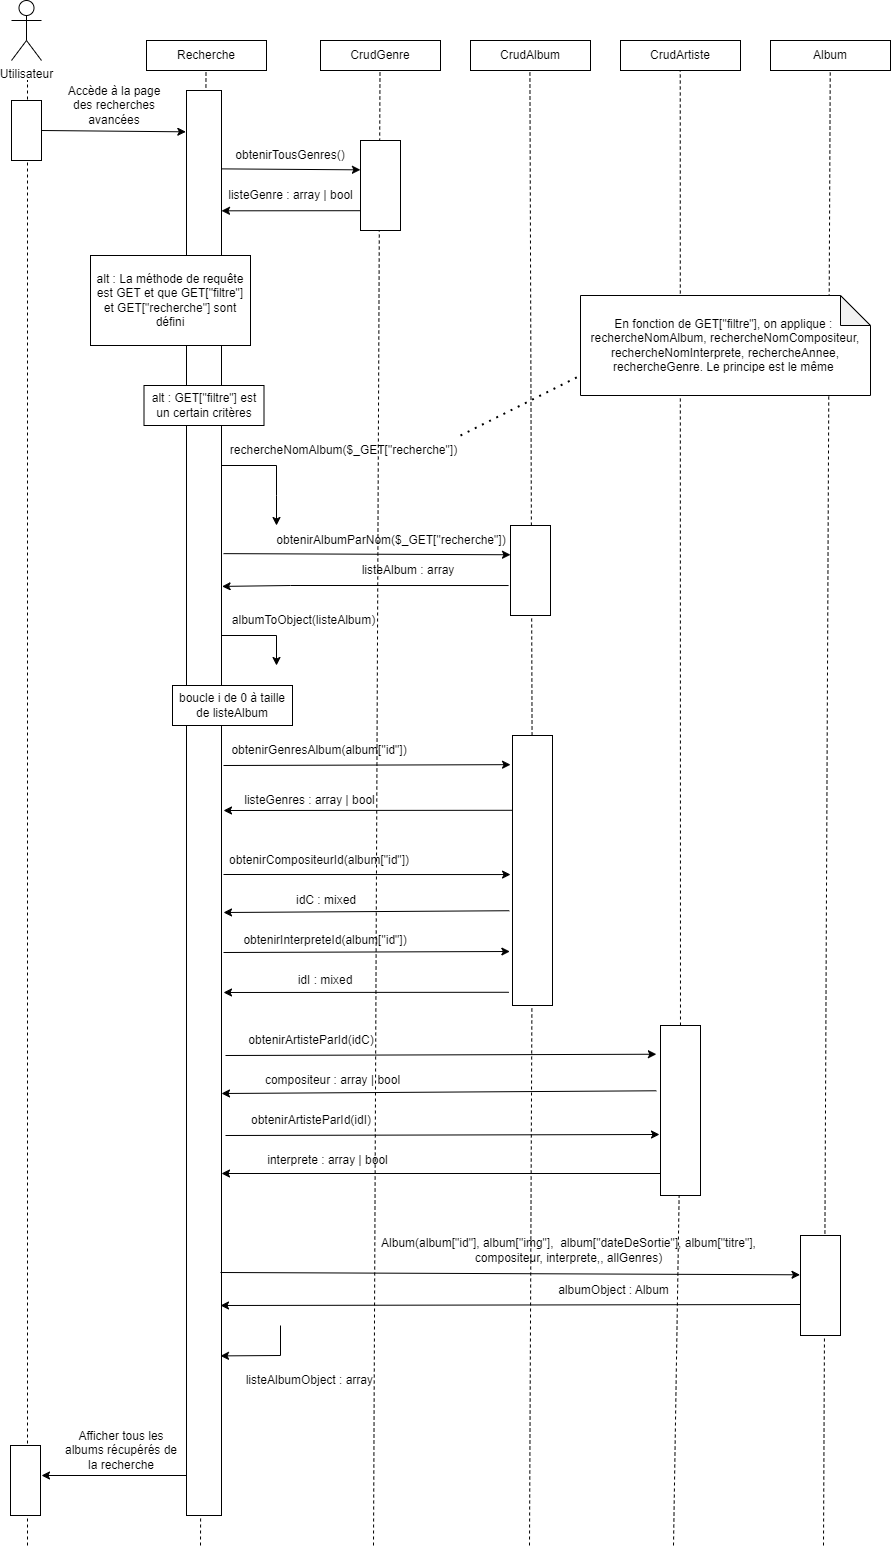 Utilisateur
Recherche
CrudGenre
CrudAlbum
CrudArtiste
Album
Accède à la page
des recherches
avancées
obtenirTousGenres()
listeGenre : array | bool
alt : La méthode de requête
est GET et que GET["filtre"]
et GET["recherche"] sont
défini
En fonction de GET["filtre"], on applique :
rechercheNomAlbum, rechercheNomCompositeur,
rechercheNomInterprete, rechercheAnnee,
rechercheGenre. Le principe est le même
alt : GET["filtre"] est
un certain critères
rechercheNomAlbum($_GET["recherche"])
obtenirAlbumParNom($_GET["recherche"])
listeAlbum : array
albumToObject(listeAlbum)
boucle i de 0 à taille
de listeAlbum
obtenirGenresAlbum(album["id"])
listeGenres : array | bool
obtenirCompositeurId(album["id"])
idC : mixed
obtenirInterpreteId(album["id"])
idI : mixed
obtenirArtisteParId(idC)
compositeur : array | bool
obtenirArtisteParId(idI)
interprete : array | bool
Album(album["id"], album["img"],  album["dateDeSortie"], album["titre"],
compositeur, interprete,, allGenres)
albumObject : Album
listeAlbumObject : array
Afficher tous les
albums récupérés de
la recherche